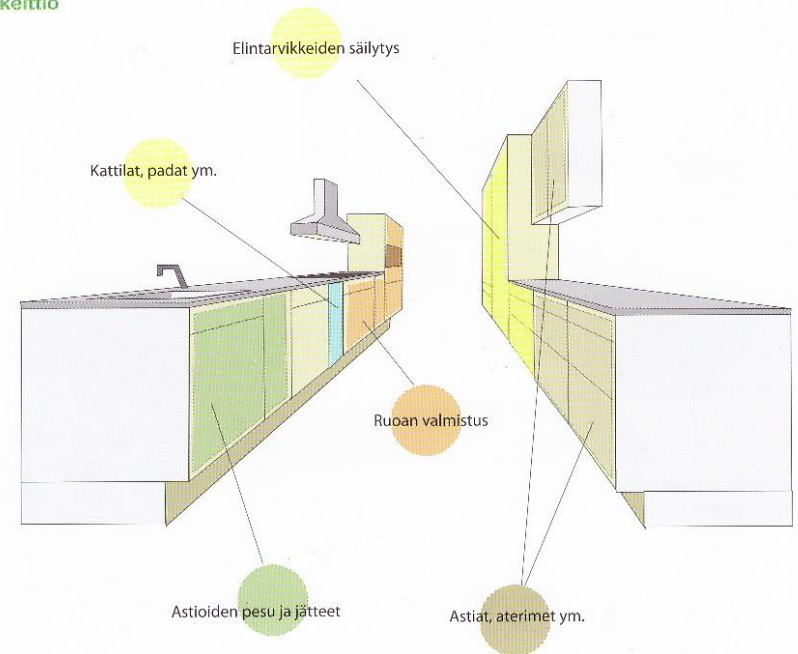 keittiö
Elintarvikkeiden säilytys
Kattilat, padat ym.
Ruoan valmistus
Astioiden pesu ja jätteet
Astiat, aterimet ym.